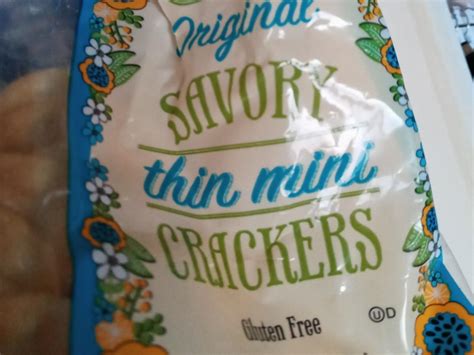 Original
SAVORY
thin mini
CRACKERS
Gluten Free
U D